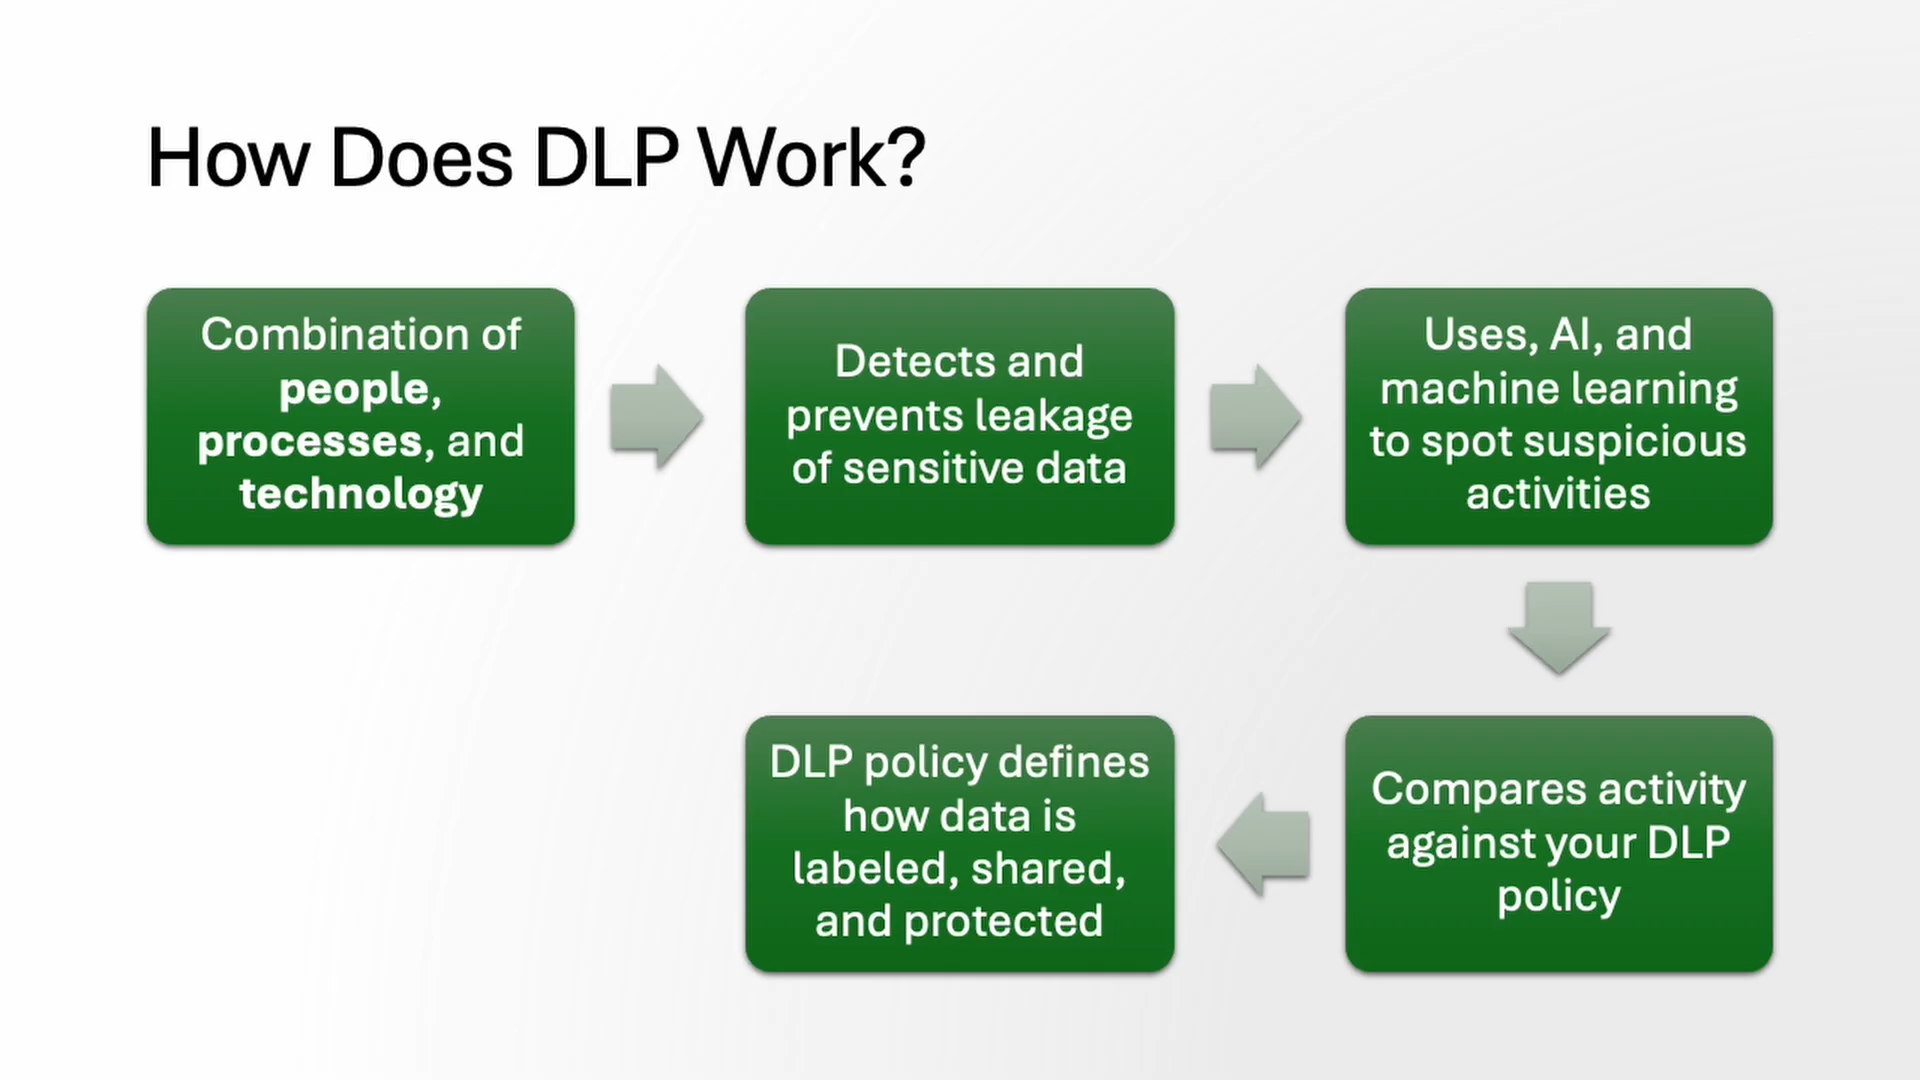 How Does DLP Work?
Combination of
people,
processes, and
technology
Detects and
prevents leakage
of sensitive data
Uses, AI, and
machine learning
to spot suspicious
activities
Compares activity
against your DLP
policy
DLP policy defines
how data is
labeled, shared,
and protected